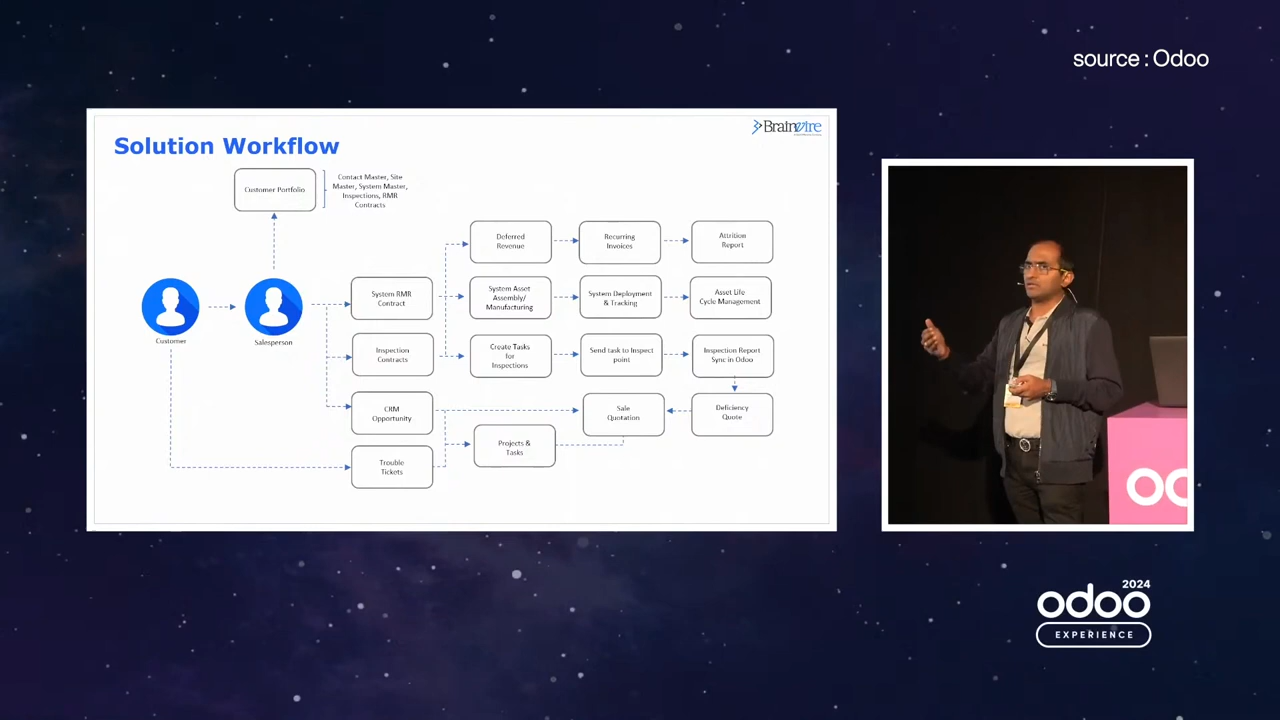 source : Odoo
Brainvire
Solution Workflow
Customer Portfolio
Contact Master, Site
Master, System Master,
Inspections, RMR
Contracts
Customer
Salesperson
System RMR
Contract
Inspection
Contracts
CRM
Opportunity
Trouble
Tickets
Deferred
Revenue
Recurring
Invoices
Attrition
Report
System Asset
Assembly/
Manufacturing
System Deployment
& Tracking
Asset Life
Cycle Management
Create Tasks
for
Inspections
Send task to Inspect
point
Inspection Report
Sync in Odoo
Sale
Quotation
Deficiency
Quote
Projects &
Tasks
2024
odoo
EXPERIENCE